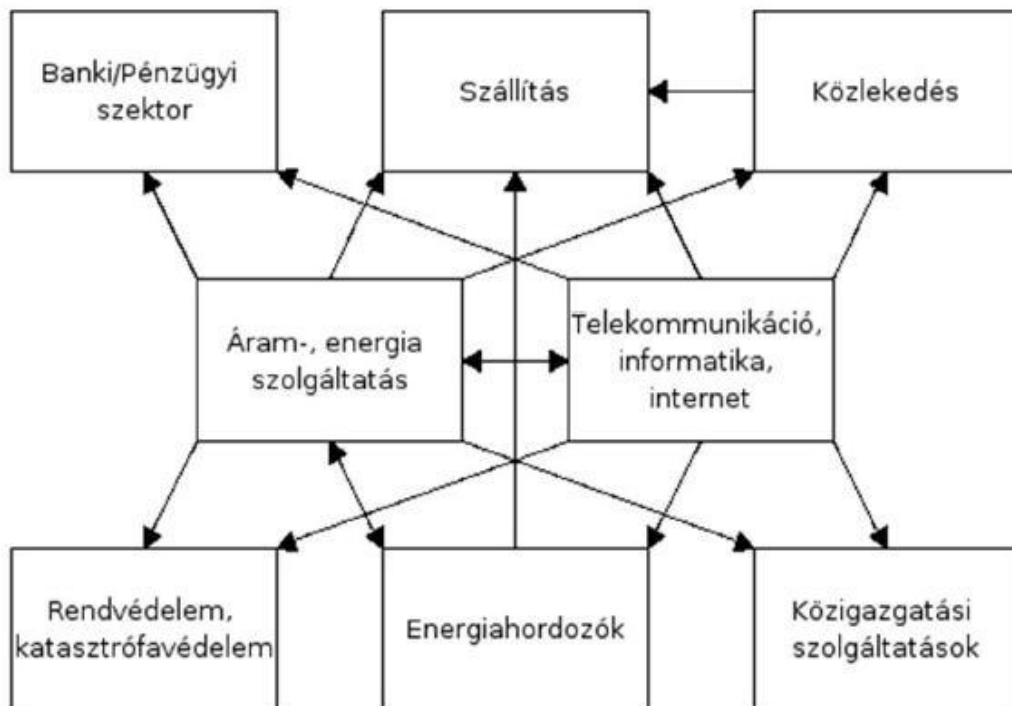 Banki/Pénzügyi
szektor
Szállítás
Közlekedés
Áram-, energia
szolgáltatás
Telekommunikáció,
informatika,
internet
Rendvédelem,
katasztrófavédelem
Energiahordozók
Közigazgatási
szolgáltatások